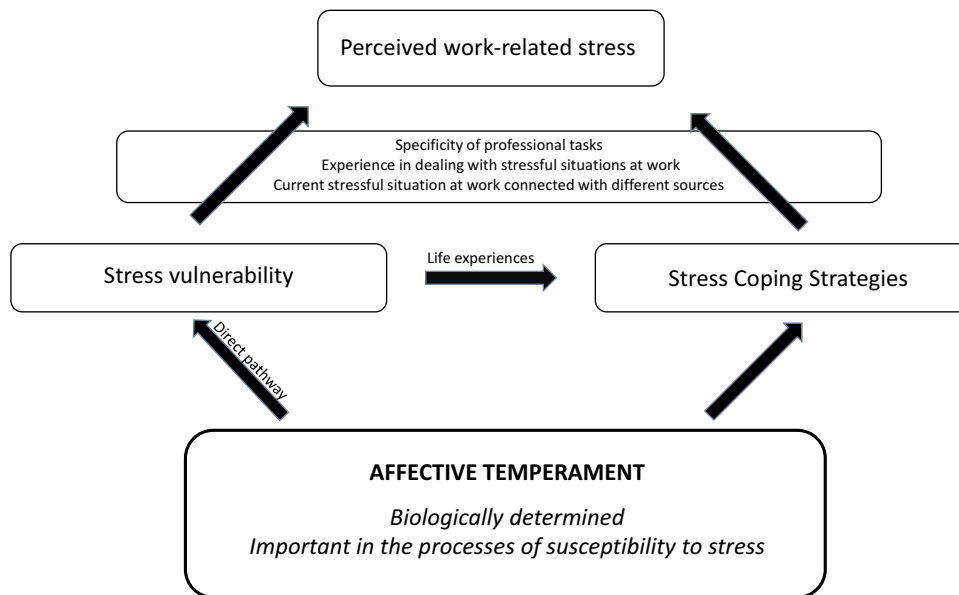 Perceived work-related stress
Specificity of professional tasks
Experience in dealing with stressful situations at work
Current stressful situation at work connected with different sources
Stress vulnerability
Life experiences
Stress Coping Strategies
Direct pathway
AFFECTIVE TEMPERAMENT
Biologically determined
Important in the processes of susceptibility to stress